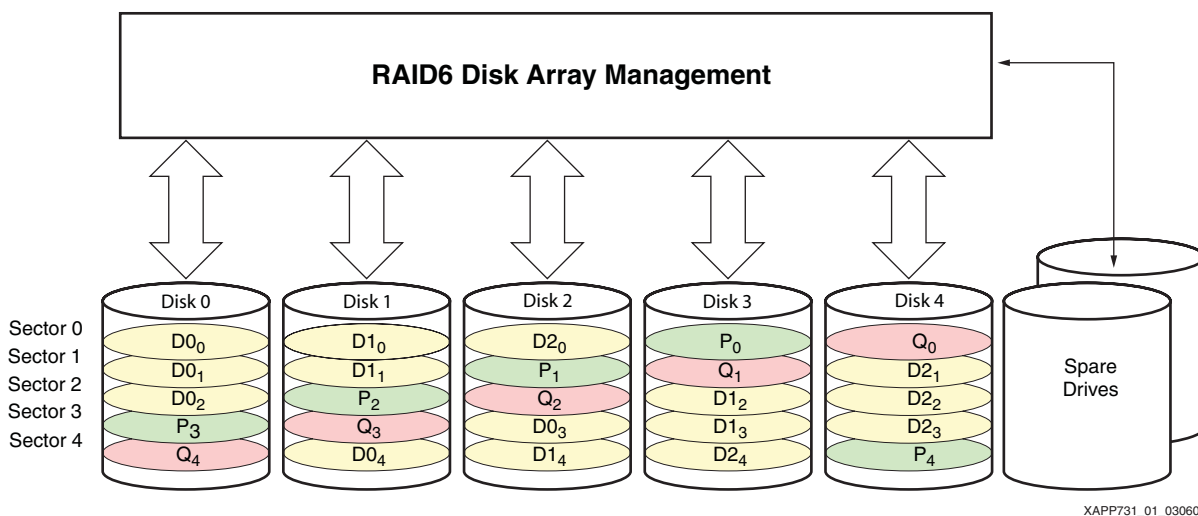 RAID6 Disk Array Management
Disk 0 Disk 1 Disk 2 Disk 3 Disk 4
Sector 0 D0₀ D1₀ D2₀ P₀ Q₀
Sector 1 D0₁ D1₁ P₁ Q₁ D2₁
Sector 2 D0₂ P₂ Q₂ D1₂ D2₂
Sector 3 P₃ Q₃ D0₃ D1₃ D2₃
Sector 4 Q₄ D0₄ D1₄ D2₄ P₄
Spare
Drives
XAPP731_01_03060